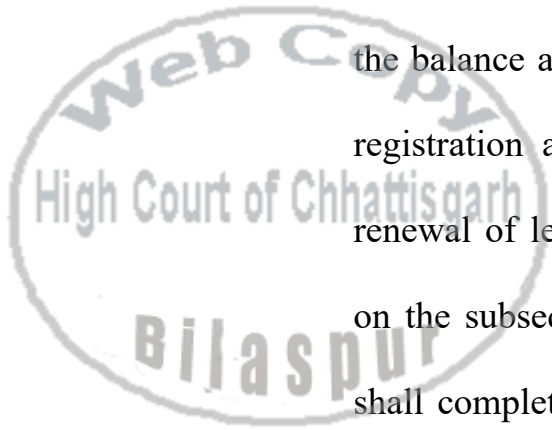 Web Copy
High Court of Chhattisgarh
Bilaspur
the balance a
registration a
renewal of le
on the subsec
shall complet